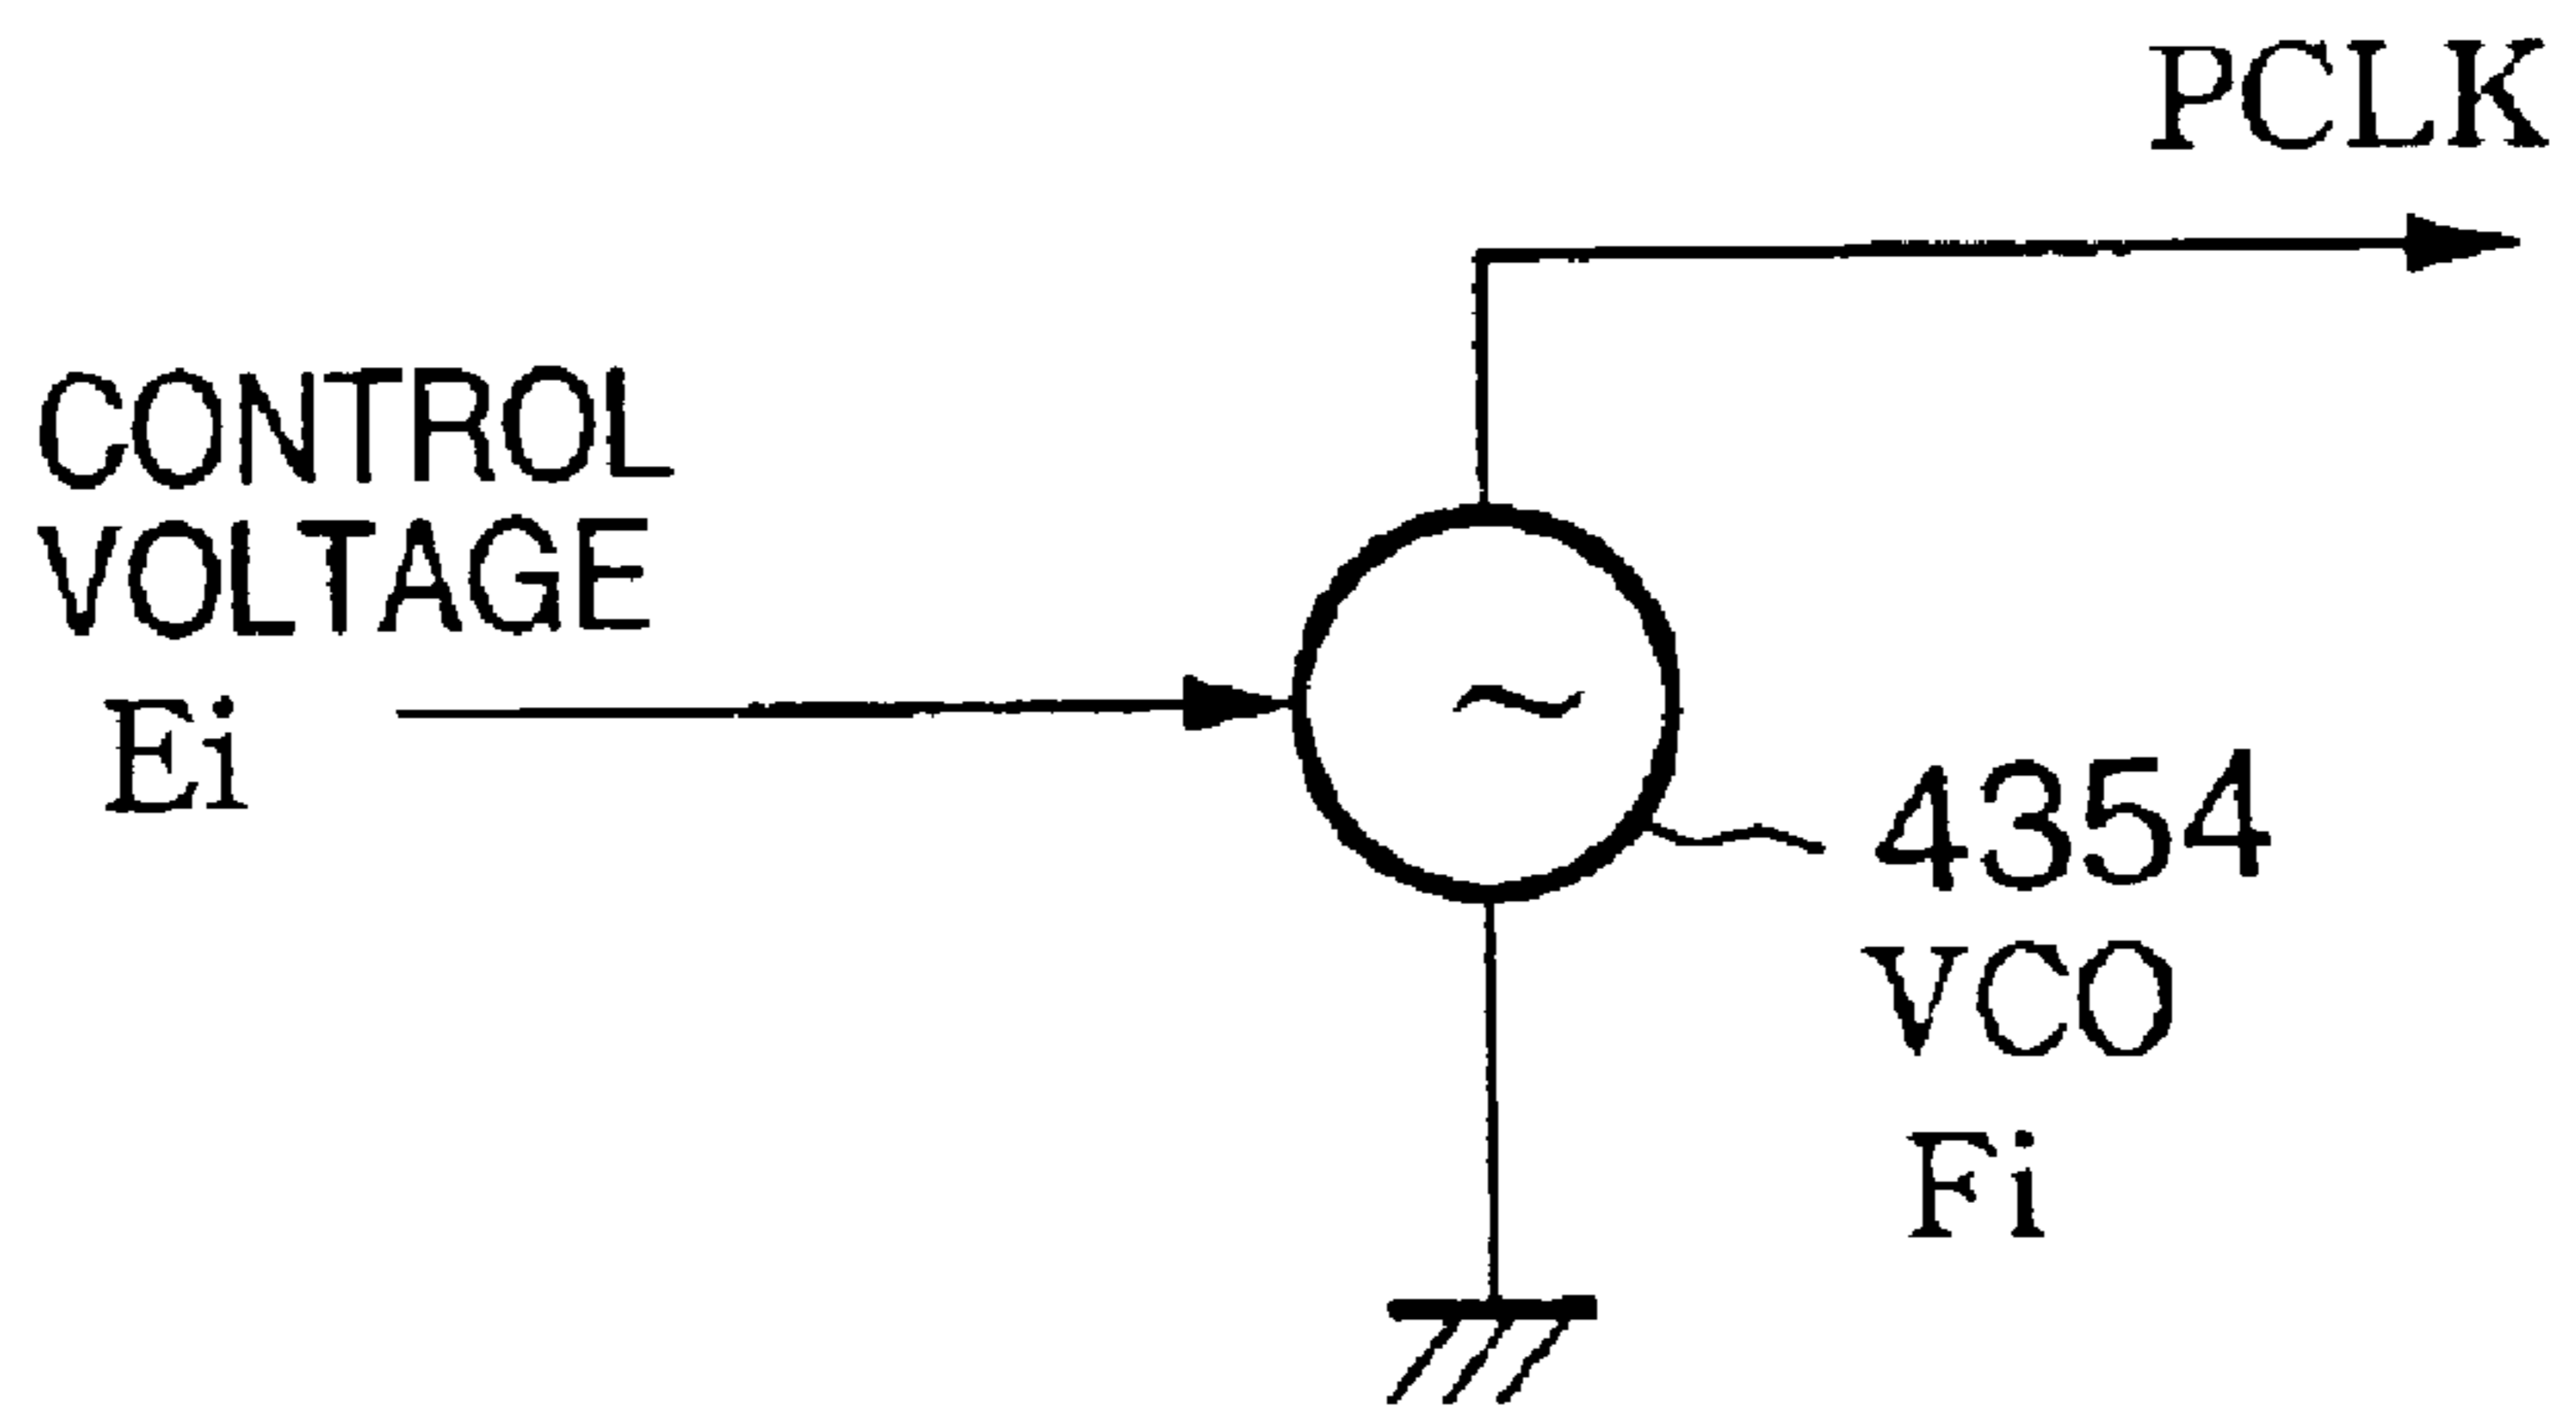 PCLK
CONTROL
VOLTAGE
Ei
~
4354
VCO
Fi